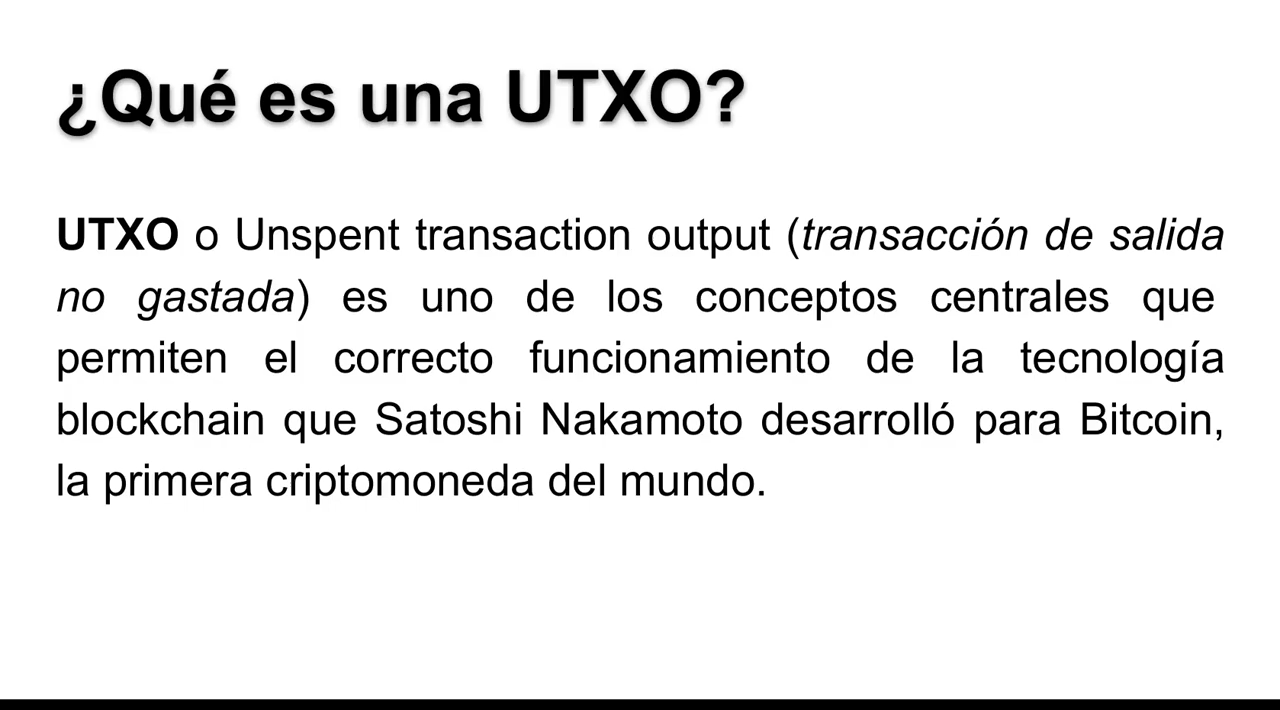 ¿Qué es una UTXO?
UTXO o Unspent transaction output (transacción de salida
no gastada) es uno de los conceptos centrales que
permiten el correcto funcionamiento de la tecnología
blockchain que Satoshi Nakamoto desarrolló para Bitcoin,
la primera criptomoneda del mundo.